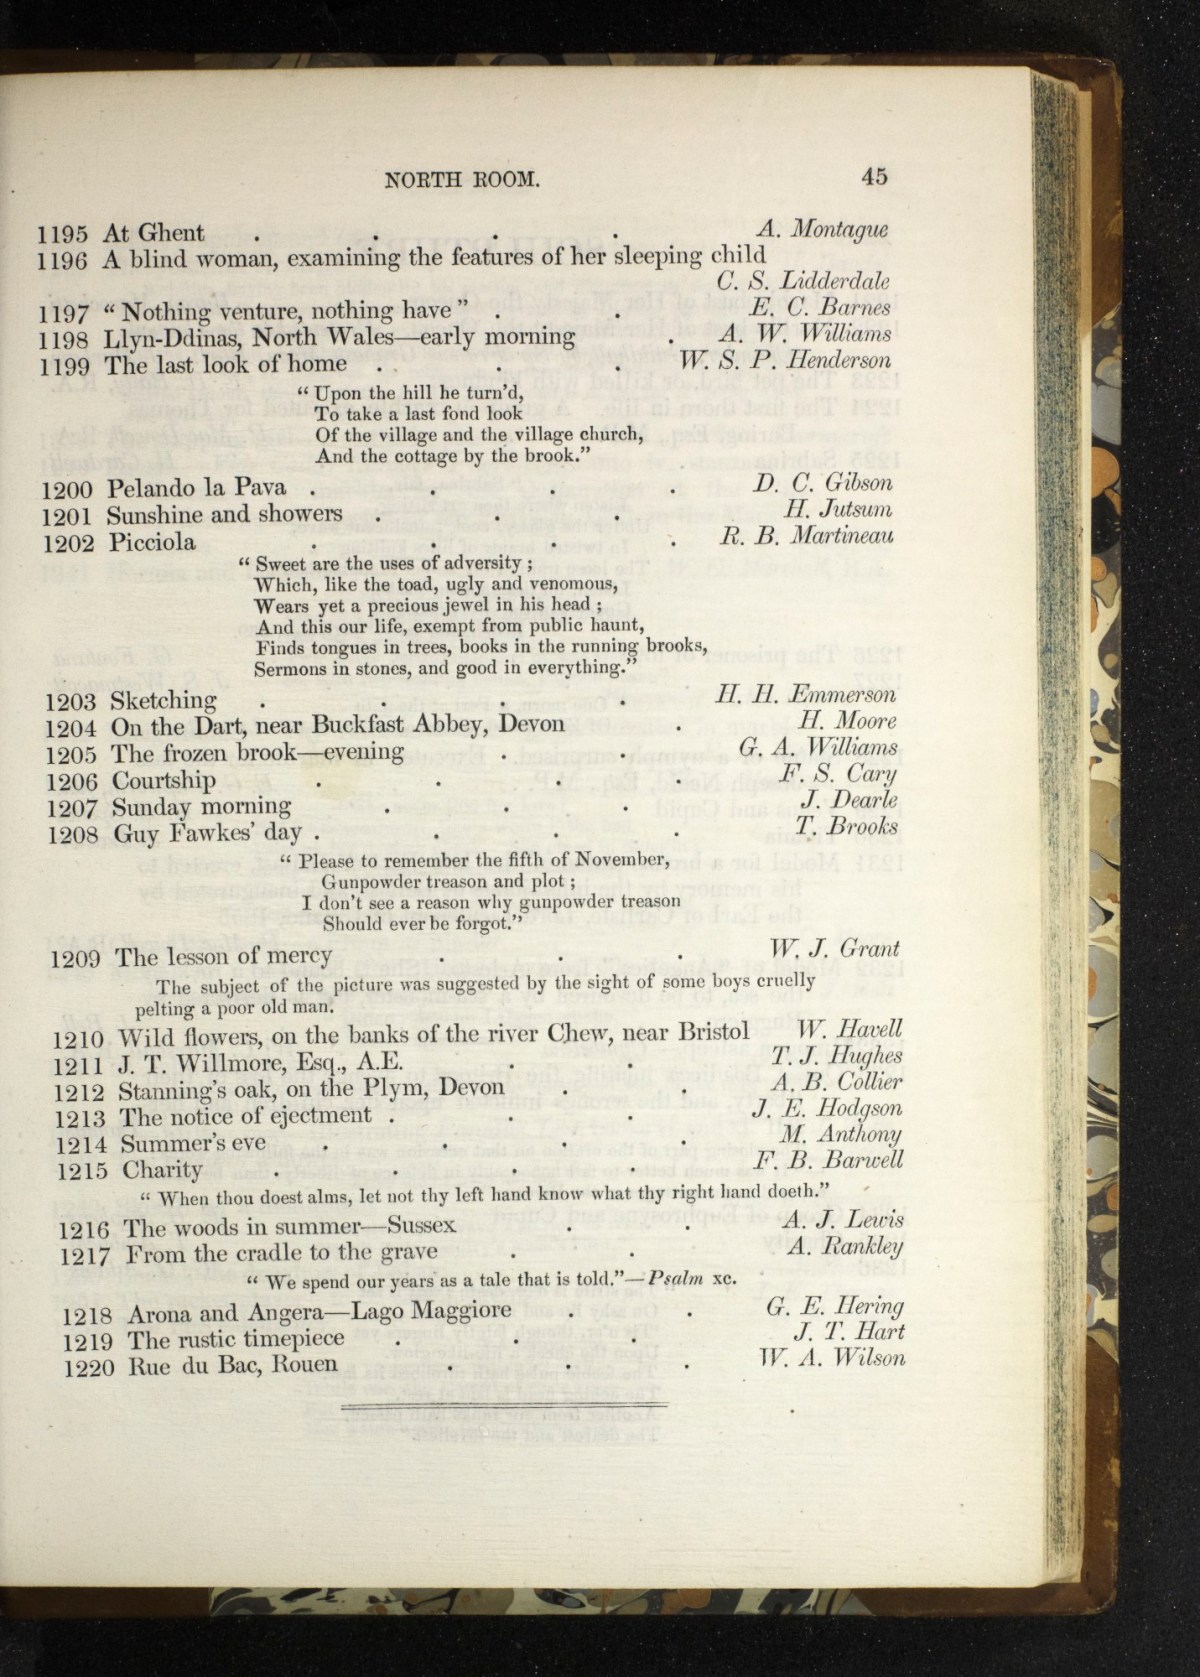 NORTH ROOM. 45
1195 At Ghent . . . . A. Montague
1196 A blind woman, examining the features of her sleeping child
C. S. Lidderdale
1197 “ Nothing venture, nothing have ” . . E. C. Barnes
1198 Llyn-Ddinas, North Wales—early morning . A. W. Williams
1199 The last look of home . . . W. S. P. Henderson
“ Upon the hill he turn’d,
To take a last fond look
Of the village and the village church,
And the cottage by the brook.”
1200 Pelando la Pava . . . . D. C. Gibson
1201 Sunshine and showers . . . H. Jutsum
1202 Picciola . . . . R. B. Martineau
“ Sweet are the uses of adversity ;
Which, like the toad, ugly and venomous,
Wears yet a precious jewel in his head ;
And this our life, exempt from public haunt,
Finds tongues in trees, books in the running brooks,
Sermons in stones, and good in everything.”
1203 Sketching . . . . H. H. Emmerson
1204 On the Dart, near Buckfast Abbey, Devon . H. Moore
1205 The frozen brook—evening . . G. A. Williams
1206 Courtship . . . . F. S. Cary
1207 Sunday morning . . . J. Dearle
1208 Guy Fawkes’ day . . . . T. Brooks
“ Please to remember the fifth of November,
Gunpowder treason and plot ;
I don’t see a reason why gunpowder treason
Should ever be forgot.”
1209 The lesson of mercy . . . W. J. Grant
The subject of the picture was suggested by the sight of some boys cruelly
pelting a poor old man.
1210 Wild flowers, on the banks of the river Chew, near Bristol W. Havell
1211 J. T. Willmore, Esq., A.E. . . T. J. Hughes
1212 Stanning’s oak, on the Plym, Devon . . A. B. Collier
1213 The notice of ejectment . . . J. E. Hodgson
1214 Summer’s eve . . . . M. Anthony
1215 Charity . . . . F. B. Barwell
“ When thou doest alms, let not thy left hand know what thy right hand doeth.”
1216 The woods in summer—Sussex . . A. J. Lewis
1217 From the cradle to the grave . . A. Rankley
“ We spend our years as a tale that is told.”—Psalm xc.
1218 Arona and Angera—Lago Maggiore . . G. E. Hering
1219 The rustic timepiece . . . J. T. Hart
1220 Rue du Bac, Rouen . . . W. A. Wilson